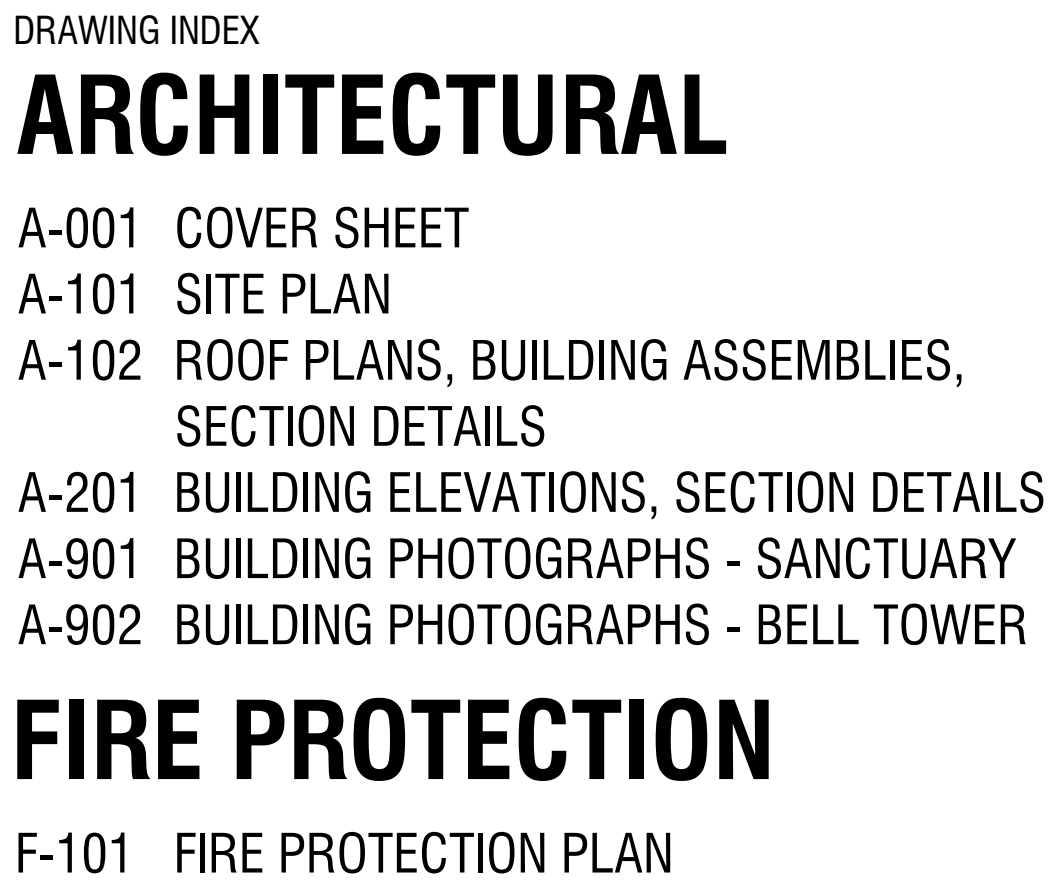 DRAWING INDEX
ARCHITECTURAL
A-001 COVER SHEET
A-101 SITE PLAN
A-102 ROOF PLANS, BUILDING ASSEMBLIES,
SECTION DETAILS
A-201 BUILDING ELEVATIONS, SECTION DETAILS
A-901 BUILDING PHOTOGRAPHS - SANCTUARY
A-902 BUILDING PHOTOGRAPHS - BELL TOWER
FIRE PROTECTION
F-101 FIRE PROTECTION PLAN